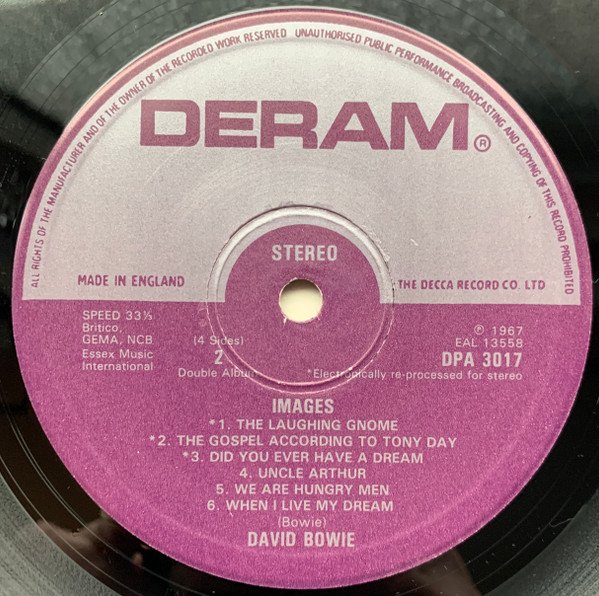 ALL RIGHTS OF THE MANUFACTURER AND OF THE OWNER OF THE RECORDED WORK RESERVED UNAUTHORISED PUBLIC PERFORMANCE BROADCASTING AND COPYING OF THIS RECORD PROHIBITED
DERAM®
STEREO
MADE IN ENGLAND
THE DECCA RECORD CO. LTD
SPEED 33⅓
Britico,
GEMA, NCB
Essex Music
International
(4 Sides)
2
Double Album
℗ 1967
EAL 13558
DPA 3017
*Electronically re-processed for stereo
IMAGES
*1. THE LAUGHING GNOME
*2. THE GOSPEL ACCORDING TO TONY DAY
*3. DID YOU EVER HAVE A DREAM
4. UNCLE ARTHUR
5. WE ARE HUNGRY MEN
6. WHEN I LIVE MY DREAM
(Bowie)
DAVID BOWIE